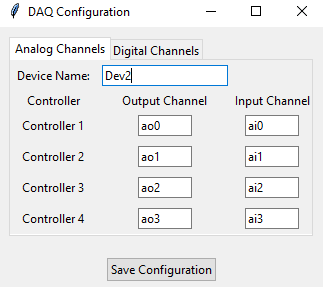 DAQ Configuration
Analog Channels Digital Channels
Device Name: Dev2
Controller Output Channel Input Channel
Controller 1 ao0 ai0
Controller 2 ao1 ai1
Controller 3 ao2 ai2
Controller 4 ao3 ai3
Save Configuration